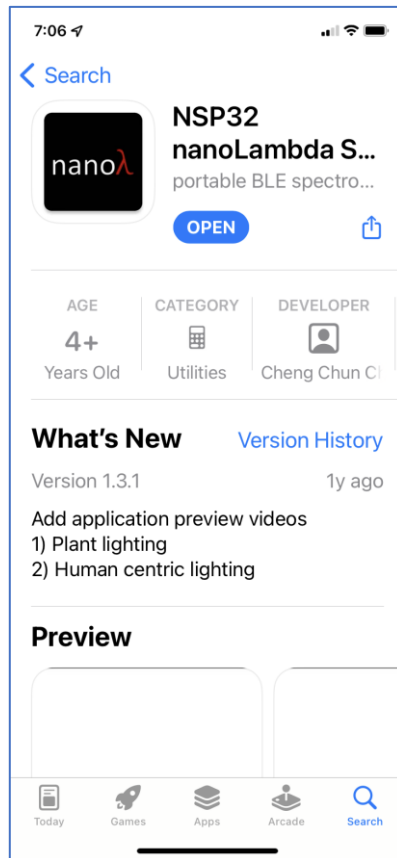 7:06
Search
nanoλ
NSP32
nanoLambda S...
portable BLE spectro...
OPEN
AGE
CATEGORY
DEVELOPER
4+
Years Old
Utilities
Cheng Chun
What's New
Version History
Version 1.3.1
1y ago
Add application preview videos
1) Plant lighting
2) Human centric lighting
Preview
Today
Games
Apps
Arcade
Search